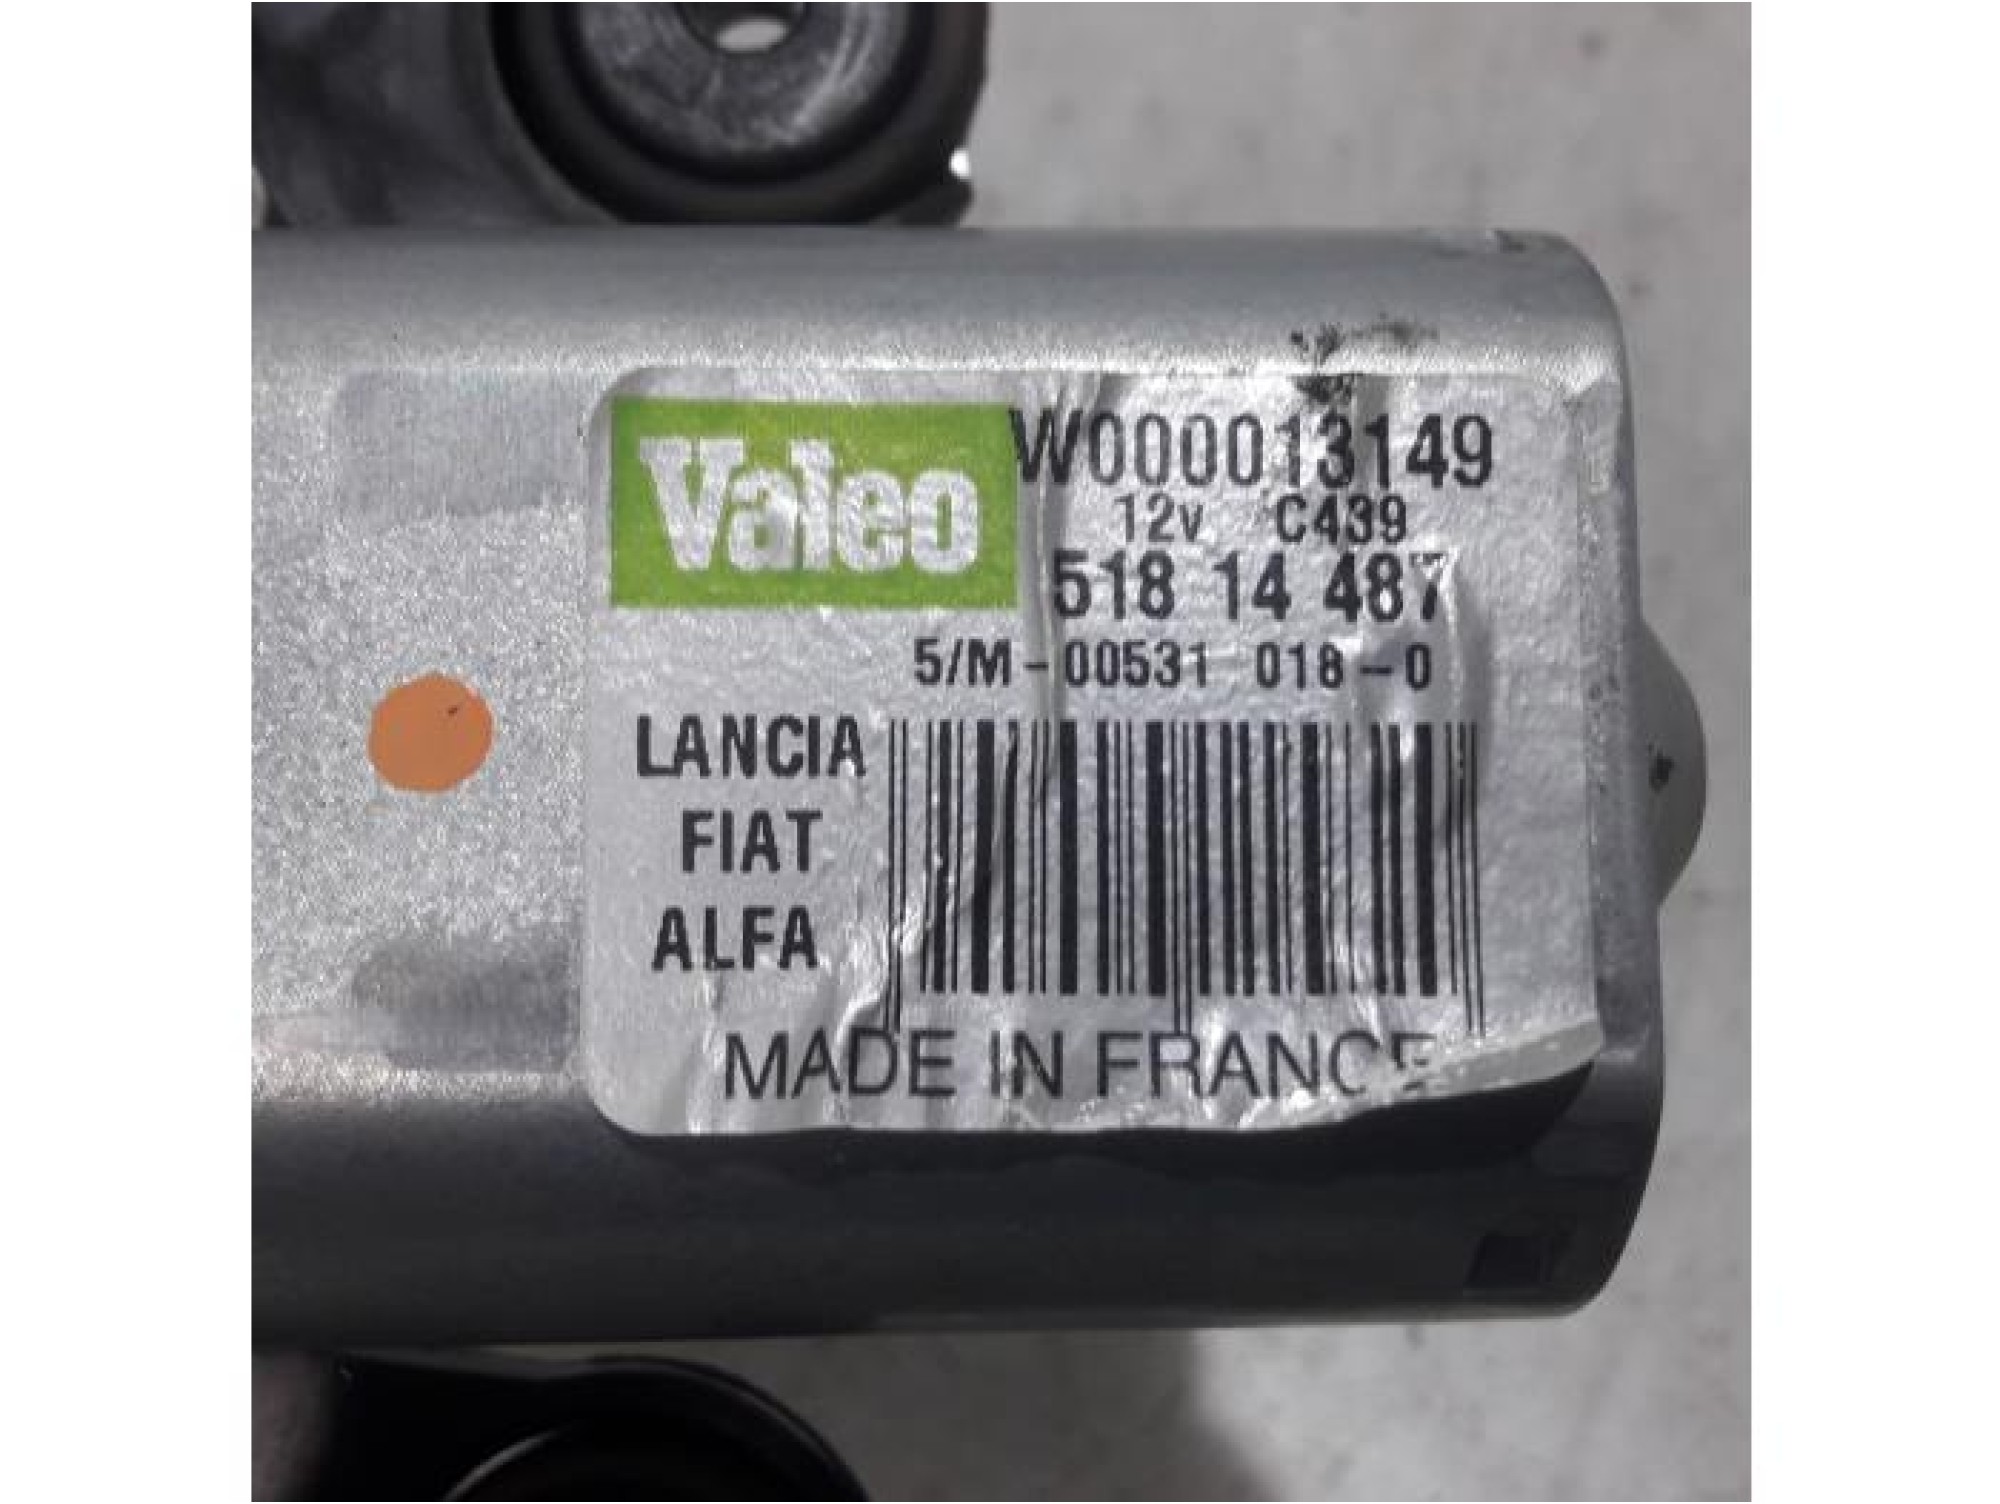 Valeo
W000013149
12v C439
518 14 487
5/M-00531 018-0
LANCIA
FIAT
ALFA
MADE IN FRANCE